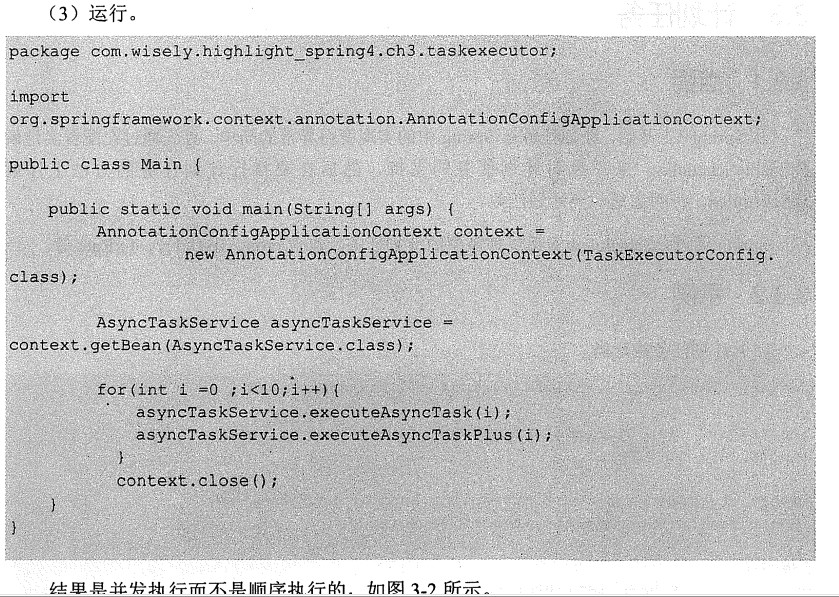 （3）运行。
package com.wisely.highlight_spring4.ch3.taskexecutor;
import
org.springframework.context.annotation.AnnotationConfigApplicationContext;
public class Main {
public static void main(String[] args) {
AnnotationConfigApplicationContext context =
new AnnotationConfigApplicationContext(TaskExecutorConfig.
class);
AsyncTaskService asyncTaskService =
context.getBean(AsyncTaskService.class);
for(int i =0 ;i<10;i++){
asyncTaskService.executeAsyncTask(i);
asyncTaskService.executeAsyncTaskPlus(i);
}
context.close();
}
}
结果是并发执行而不是顺序执行的，如图 3-2 所示。